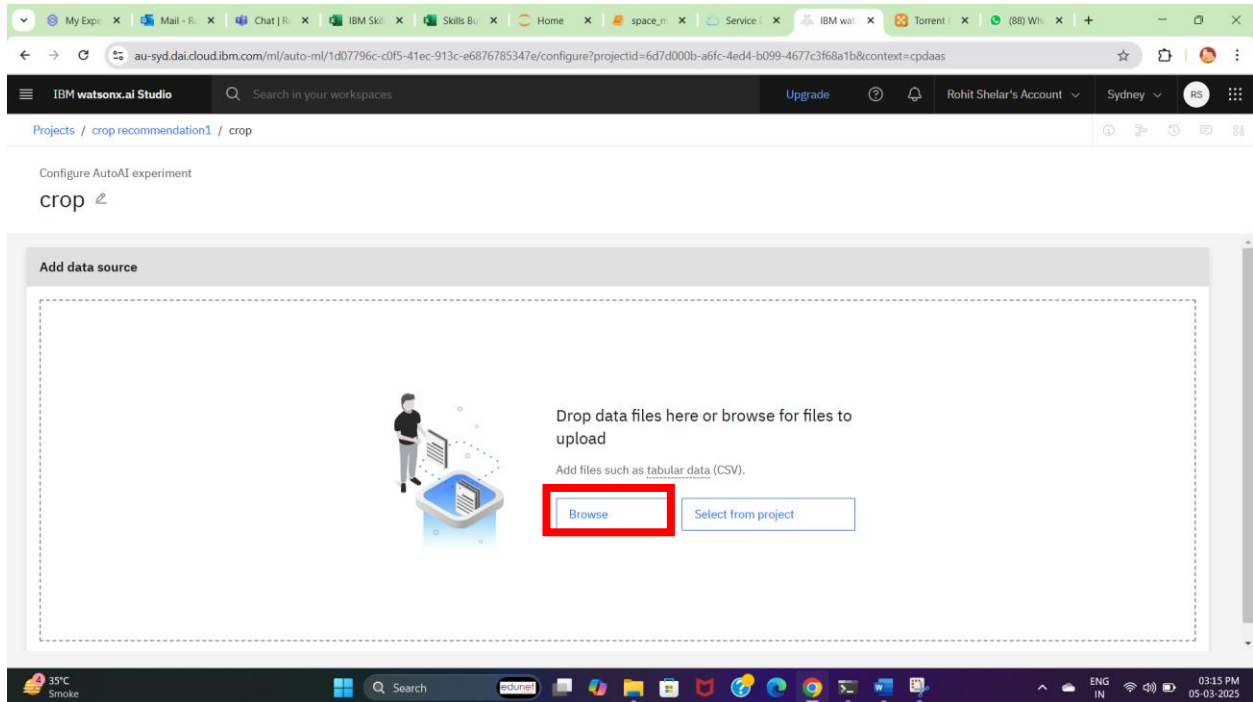 My Expe
Mail - R
Chat | R
IBM Skil
Skills Bu
Home
space_m
Service
IBM wat
Torrent
(88) Wh
au-syd.dai.cloud.ibm.com/ml/auto-ml/1d07796c-c0f5-41ec-913c-e6876785347e/configure?projectid=6d7d000b-a6fc-4ed4-b099-4677c3f68a1b&context=cpdaas
IBM watsonx.ai Studio
Search in your workspaces
Upgrade
Rohit Shelar's Account
Sydney
RS
Projects / crop recommendation1 / crop
Configure AutoAI experiment
crop
Add data source
Drop data files here or browse for files to
upload
Add files such as tabular data (CSV).
Browse
Select from project
4
35°C
Smoke
Search
edunet
ENG
IN
03:15 PM
05-03-2025